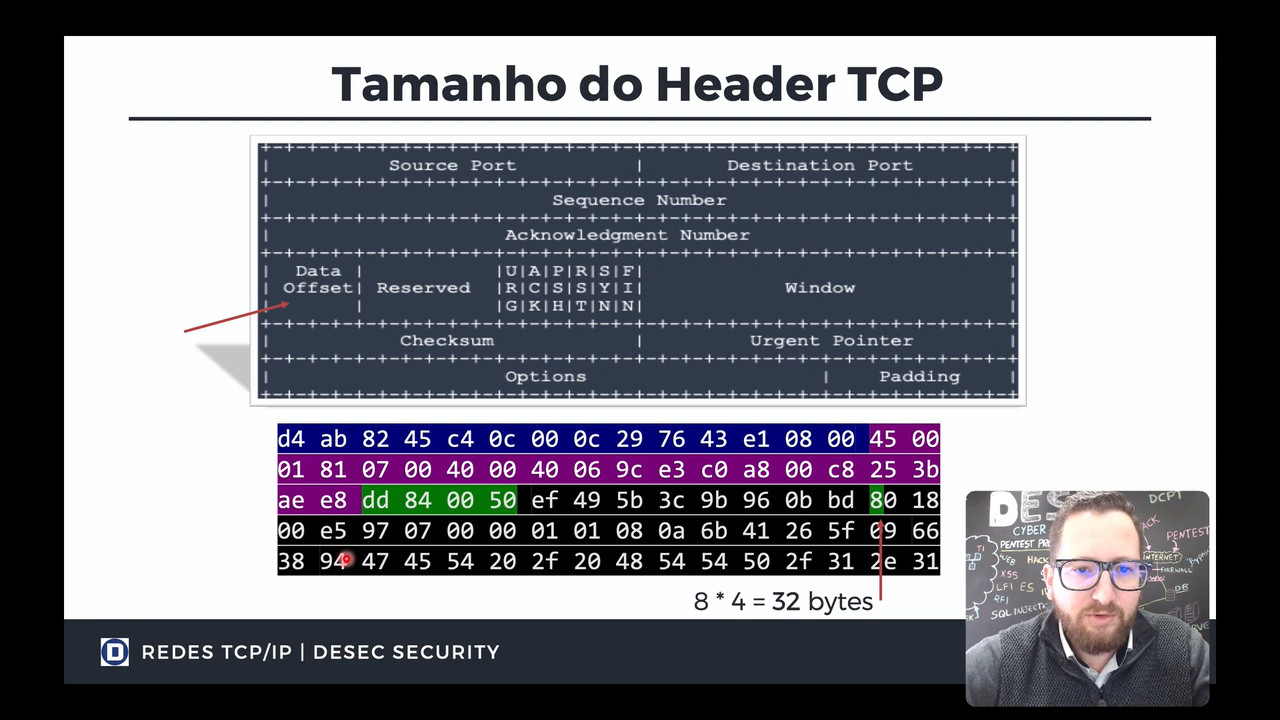 Tamanho do Header TCP
+-+-+-+-+-+-+-+-+-+-+-+-+-+-+-+-+-+-+-+-+-+-+-+-+-+-+-+-+-+-+-+-+
| Source Port | Destination Port |
+-+-+-+-+-+-+-+-+-+-+-+-+-+-+-+-+-+-+-+-+-+-+-+-+-+-+-+-+-+-+-+-+
| Sequence Number |
+-+-+-+-+-+-+-+-+-+-+-+-+-+-+-+-+-+-+-+-+-+-+-+-+-+-+-+-+-+-+-+-+
| Acknowledgment Number |
+-+-+-+-+-+-+-+-+-+-+-+-+-+-+-+-+-+-+-+-+-+-+-+-+-+-+-+-+-+-+-+-+
| Data | |U|A|P|R|S|F| |
| Offset| Reserved |R|C|S|S|Y|I| Window |
| | |G|K|H|T|N|N| |
+-+-+-+-+-+-+-+-+-+-+-+-+-+-+-+-+-+-+-+-+-+-+-+-+-+-+-+-+-+-+-+-+
| Checksum | Urgent Pointer |
+-+-+-+-+-+-+-+-+-+-+-+-+-+-+-+-+-+-+-+-+-+-+-+-+-+-+-+-+-+-+-+-+
| Options | Padding |
+-+-+-+-+-+-+-+-+-+-+-+-+-+-+-+-+-+-+-+-+-+-+-+-+-+-+-+-+-+-+-+-+
d4 ab 82 45 c4 0c 00 0c 29 76 43 e1 08 00 45 00
01 81 07 00 40 00 40 06 9c e3 c0 a8 00 c8 25 3b
ae e8 dd 84 00 50 ef 49 5b 3c 9b 96 0b bd 80 18
00 e5 97 07 00 00 01 01 08 0a 6b 41 26 5f 09 66
38 94 47 45 54 20 2f 20 48 54 54 50 2f 31 2e 31
8 * 4 = 32 bytes
D REDES TCP/IP | DESEC SECURITY
DES
DCPT
CYBER
PENTEST
PENTEST
INTERNET
WEB
HACK
XSS
FIREWALL
LFI
ES
DB
RFI
SQL